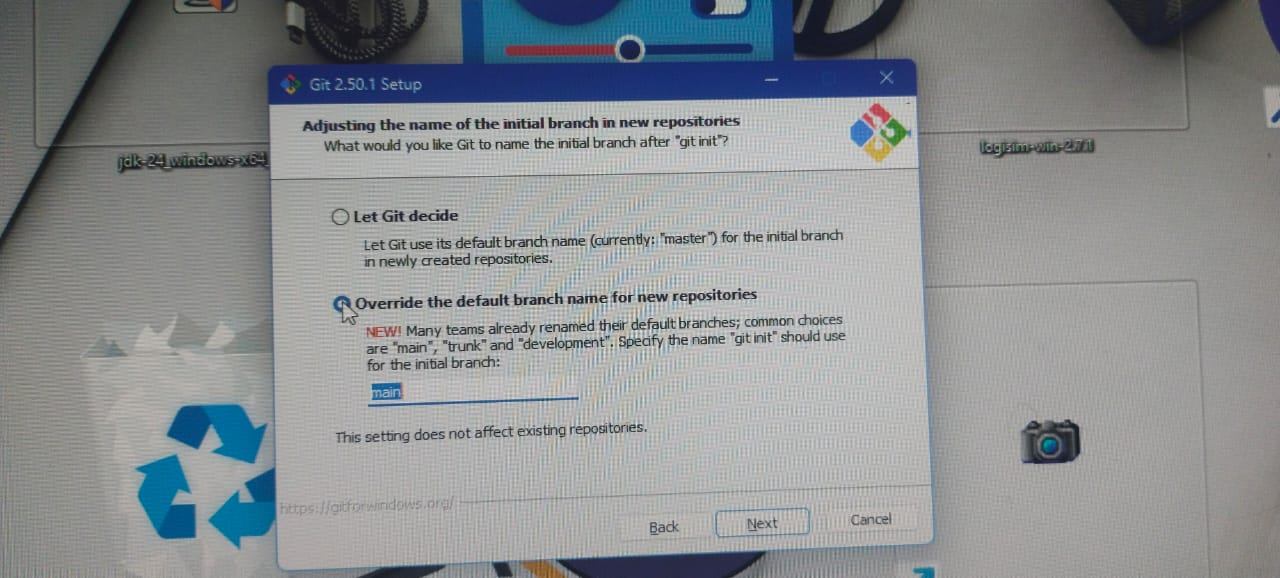 Git 2.50.1 Setup
Adjusting the name of the initial branch in new repositories
What would you like Git to name the initial branch after "git init"?
jdk-24_windows-x64_
logisim-win-2.7.1
Let Git decide
Let Git use its default branch name (currently: "master") for the initial branch
in newly created repositories.
Override the default branch name for new repositories
NEW! Many teams already renamed their default branches; common choices
are "main", "trunk" and "development". Specify the name "git init" should use
for the initial branch:
main
This setting does not affect existing repositories.
https://gitforwindows.org/
Back
Next
Cancel